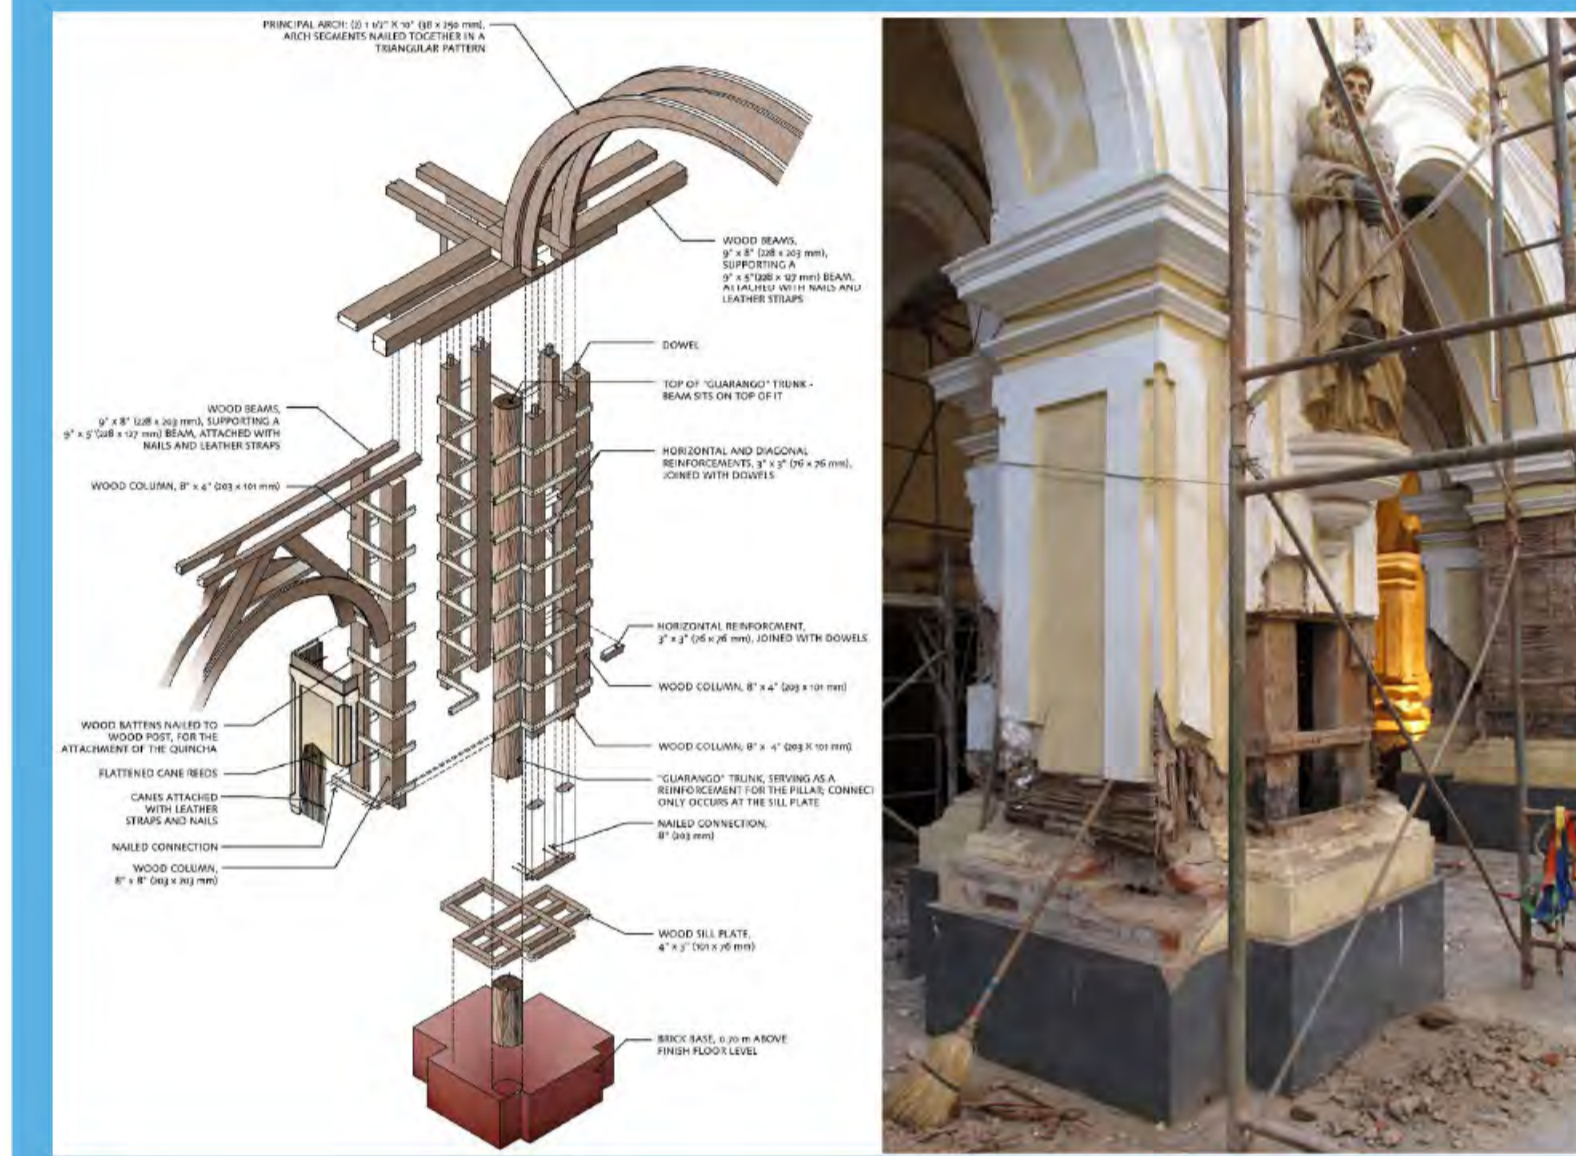 PRINCIPAL ARCH: (2) 1 1/2" X 10" (38 x 250 mm),
ARCH SEGMENTS NAILED TOGETHER IN A
TRIANGULAR PATTERN
WOOD BEAMS,
9" x 8" (228 x 203 mm),
SUPPORTING A
9" x 5"(228 x 127 mm) BEAM,
ATTACHED WITH NAILS AND
LEATHER STRAPS
DOWEL
TOP OF "GUARANGO" TRUNK -
BEAM SITS ON TOP OF IT
WOOD BEAMS,
9" x 8" (228 x 203 mm), SUPPORTING A
9" x 5"(228 x 127 mm) BEAM, ATTACHED WITH
NAILS AND LEATHER STRAPS
HORIZONTAL AND DIAGONAL
REINFORCEMENTS, 3" x 3" (76 x 76 mm),
JOINED WITH DOWELS
WOOD COLUMN, 8" x 4" (203 x 101 mm)
HORIZONTAL REINFORCMENT,
3" x 3" (76 x 76 mm), JOINED WITH DOWELS
WOOD COLUMN, 8" x 4" (203 x 101 mm)
WOOD BATTENS NAILED TO
WOOD POST, FOR THE
ATTACHMENT OF THE QUINCHA
WOOD COLUMN, 8" x 4" (203 X 101 mm)
FLATTENED CANE REEDS
"GUARANGO" TRUNK, SERVING AS A
REINFORCEMENT FOR THE PILLAR; CONNECI
ONLY OCCURS AT THE SILL PLATE
CANES ATTACHED
WITH LEATHER
STRAPS AND NAILS
NAILED CONNECTION,
8" (203 mm)
NAILED CONNECTION
WOOD COLUMN,
8" x 8" (203 x 203 mm)
WOOD SILL PLATE,
4" x 3" (101 x 76 mm)
BRICK BASE, 0.70 m ABOVE
FINISH FLOOR LEVEL